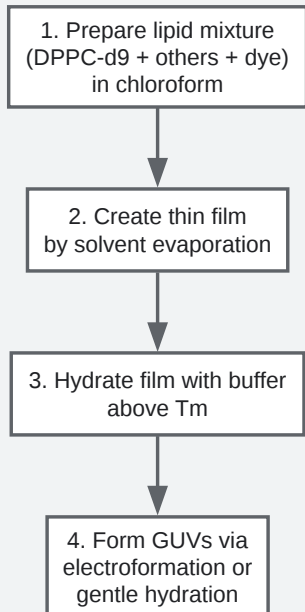 1. Prepare lipid mixture
(DPPC-d9 + others + dye)
in chloroform
2. Create thin film
by solvent evaporation
3. Hydrate film with buffer
above Tm
4. Form GUVs via
electroformation or
gentle hydration